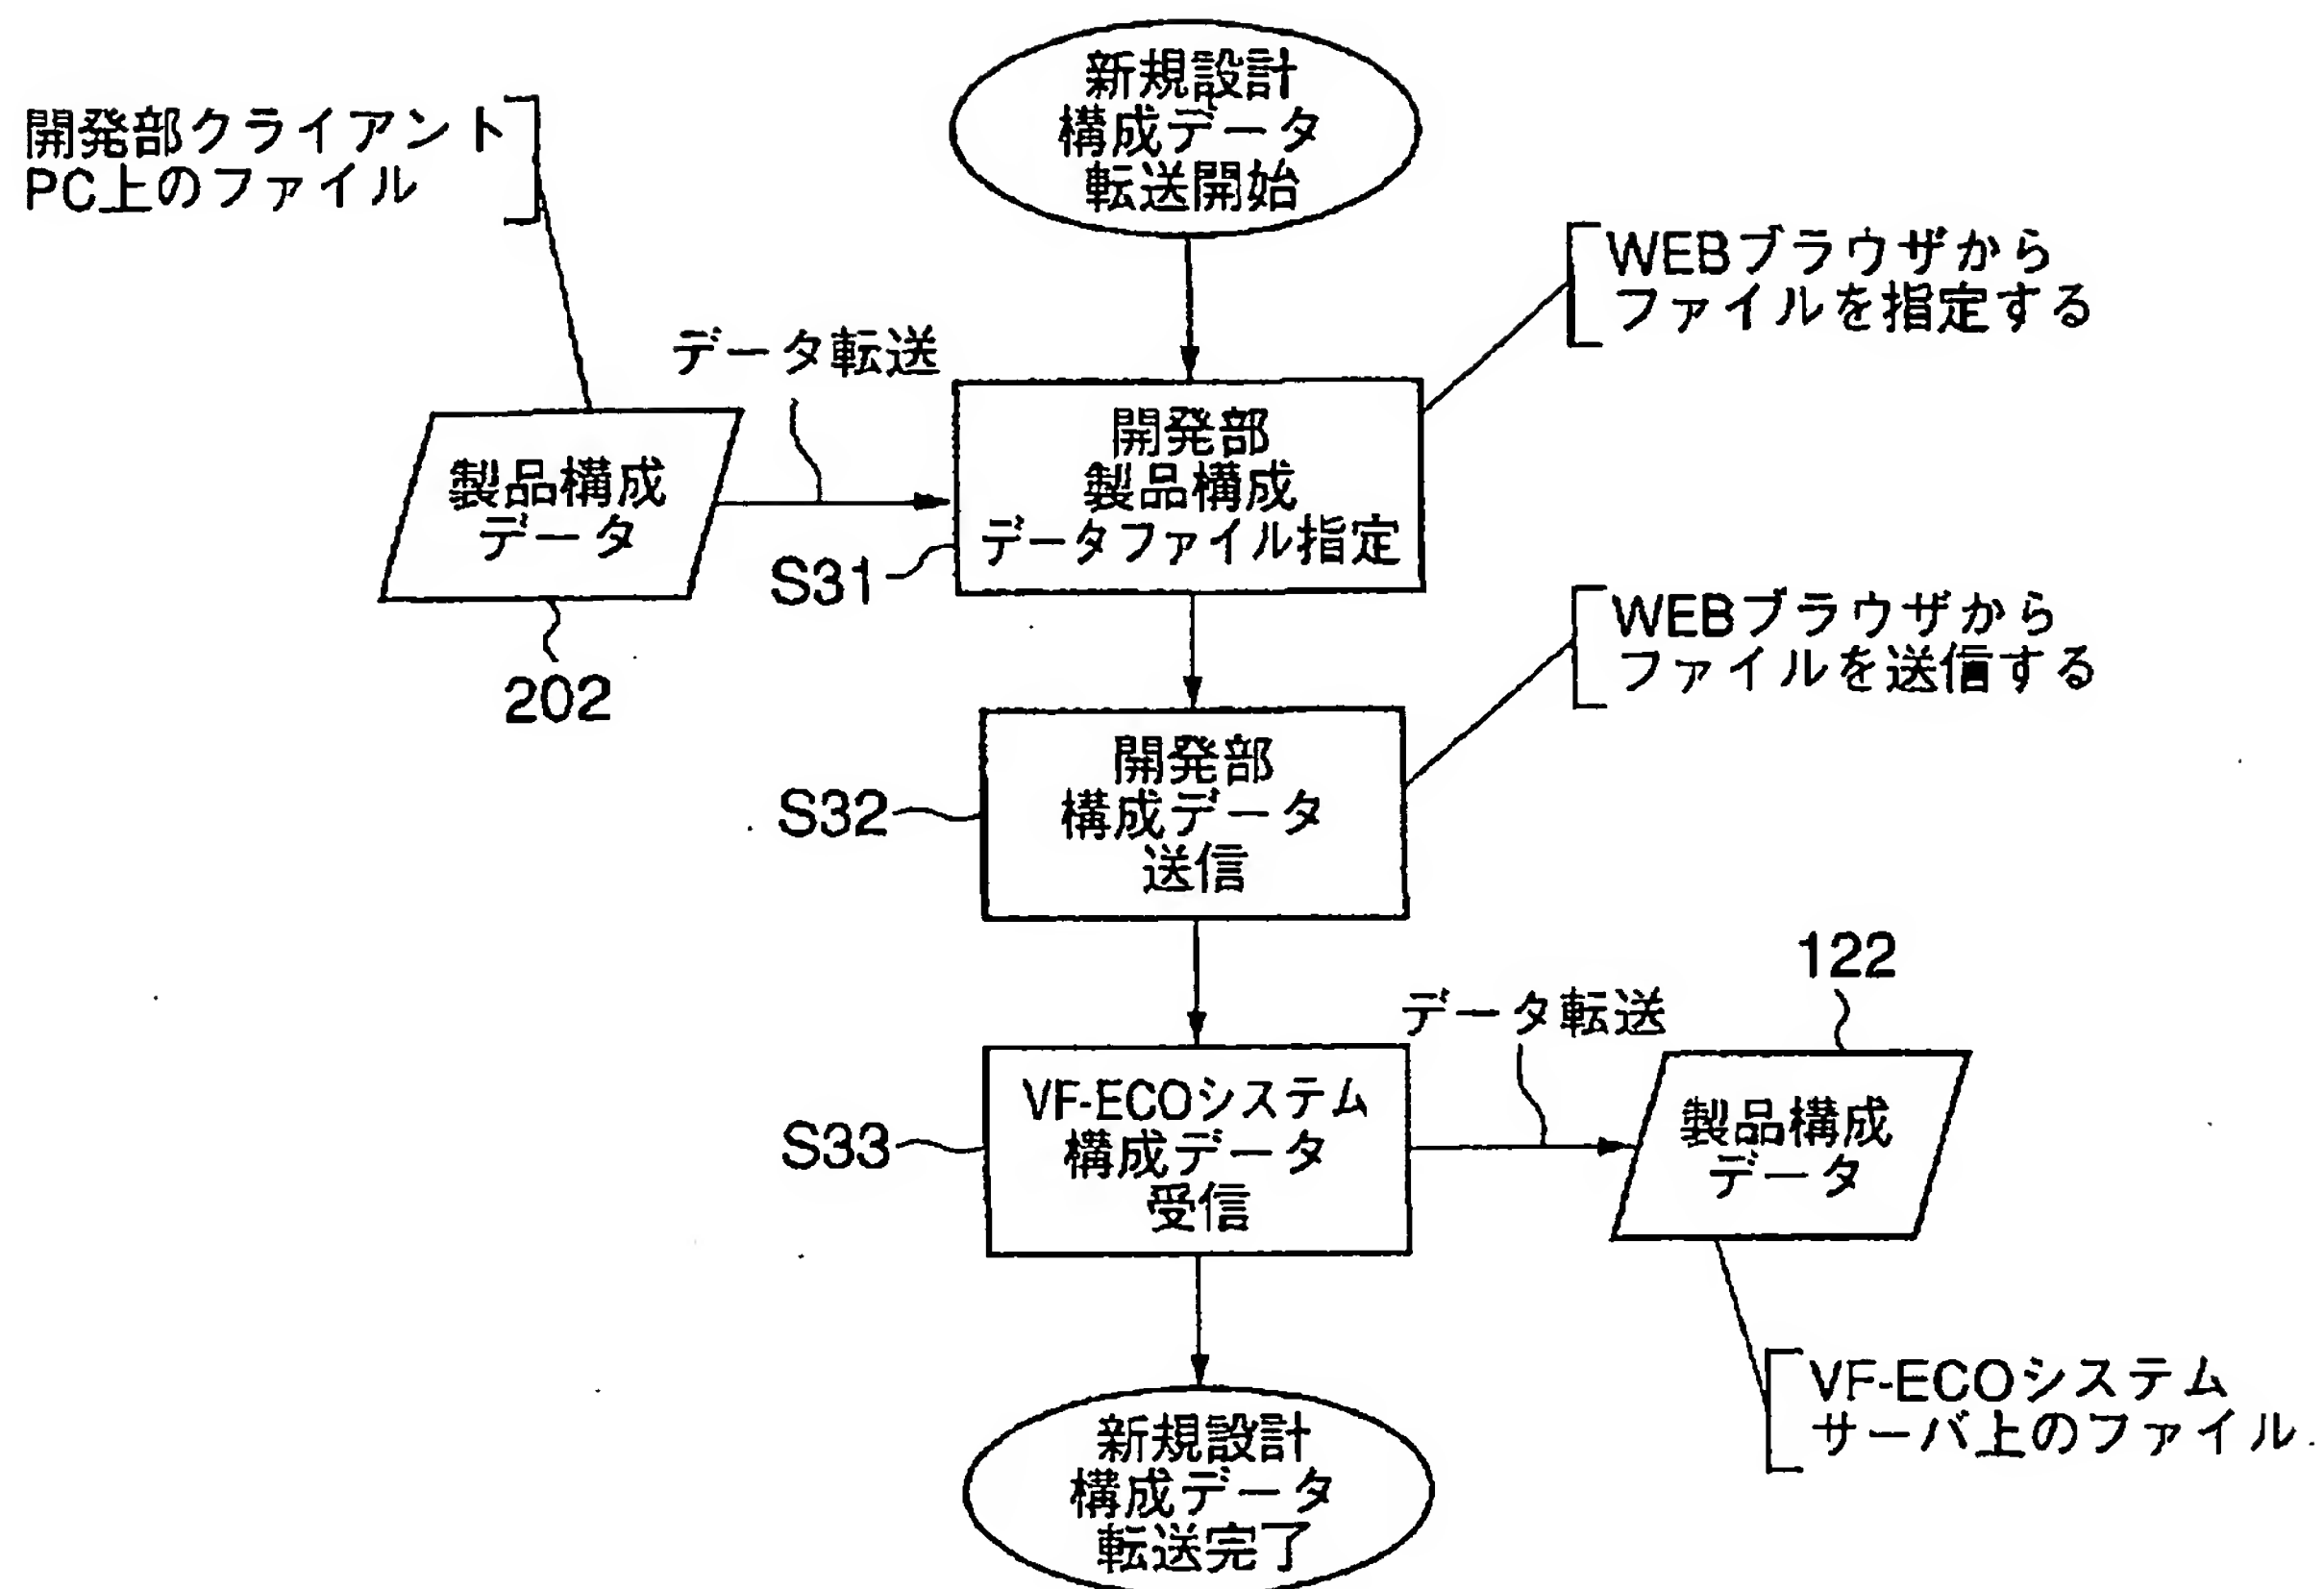 新規設計
構成データ
転送開始
開発部クライアント
PC上のファイル
WEBブラウザから
ファイルを指定する
データ転送
開発部
製品構成
データファイル指定
製品構成
データ
S31
202
WEBブラウザから
ファイルを送信する
開発部
構成データ
送信
S32
122
データ転送
VF-ECOシステム
構成データ
受信
S33
製品構成
データ
VF-ECOシステム
サーバ上のファイル
新規設計
構成データ
転送完了